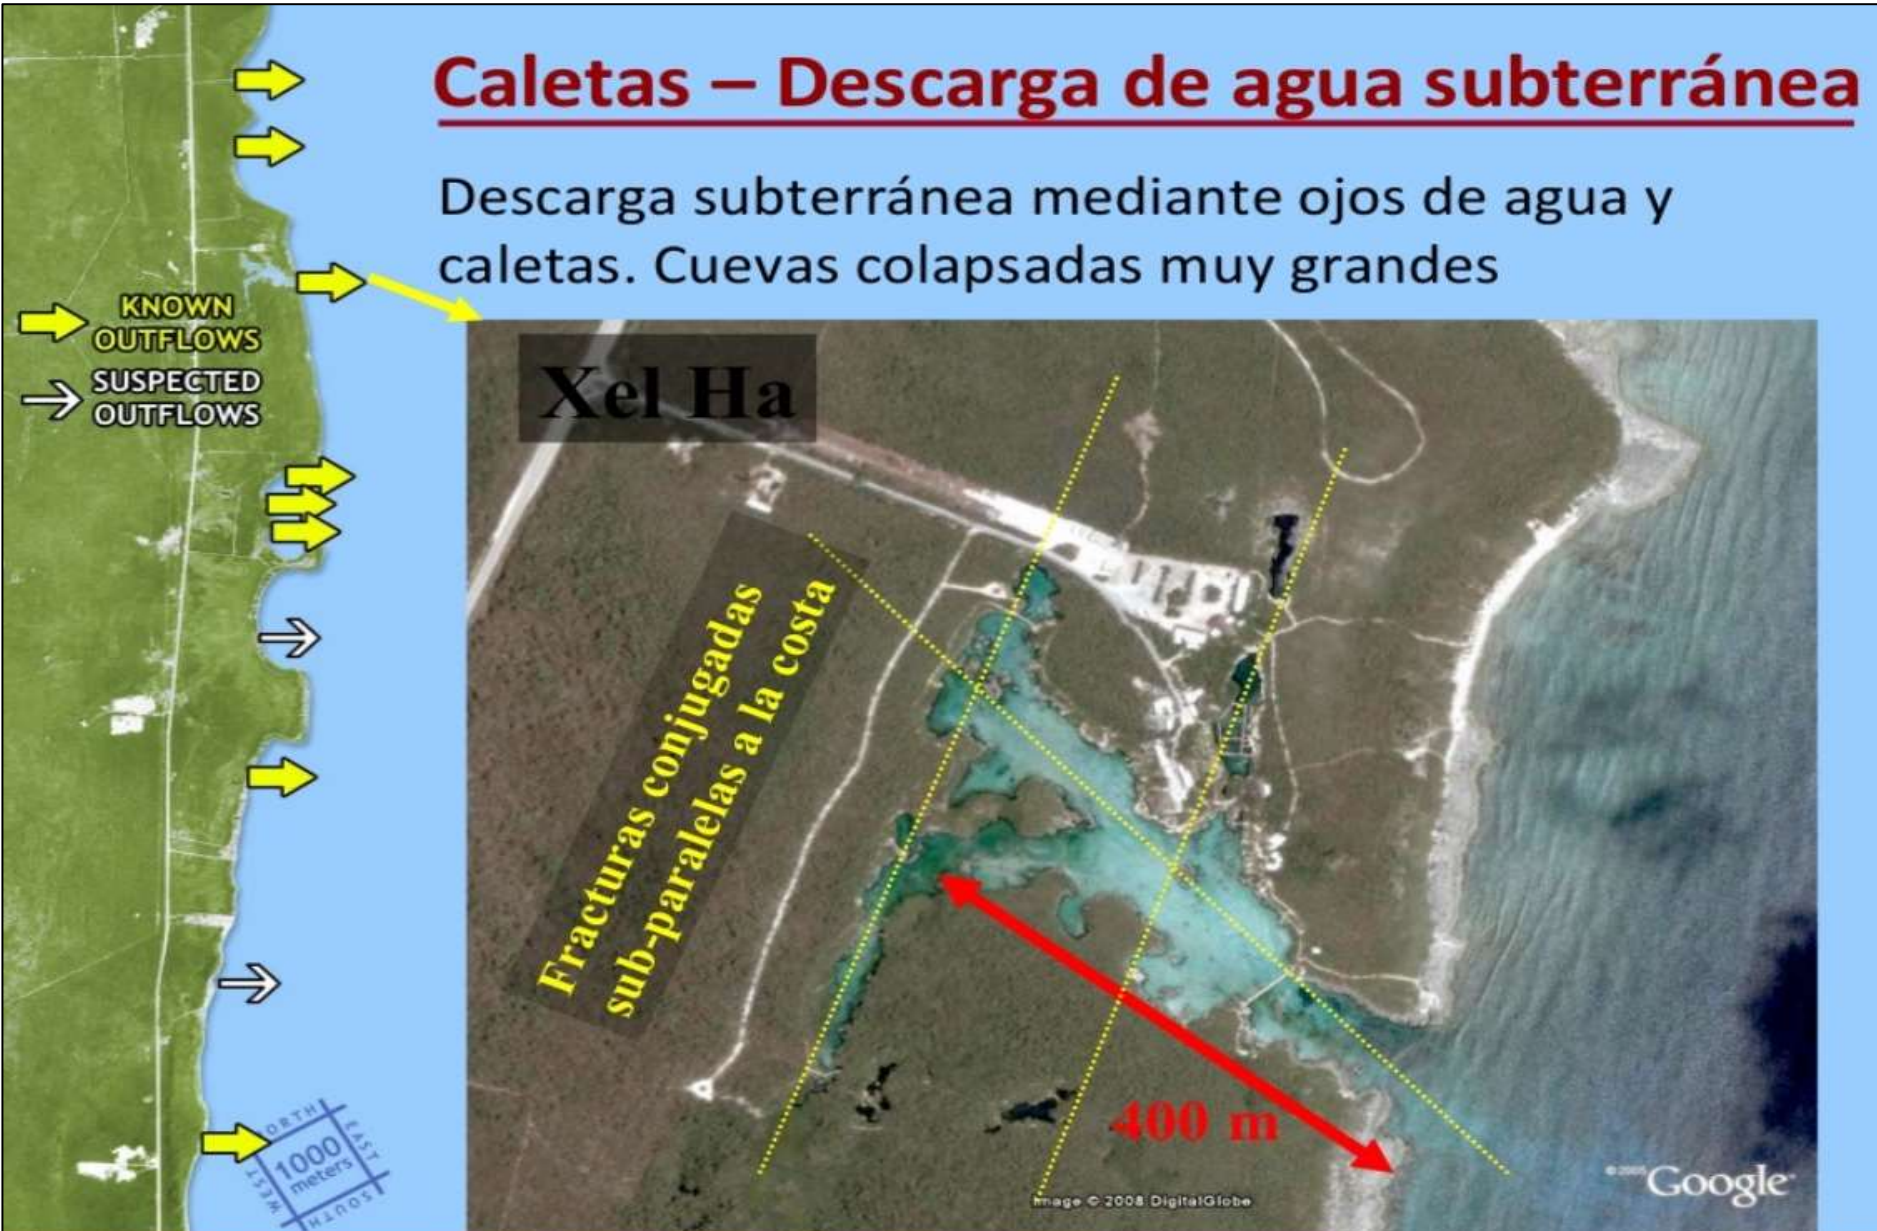 Caletas – Descarga de agua subterránea
Descarga subterránea mediante ojos de agua y
caletas. Cuevas colapsadas muy grandes
KNOWN
OUTFLOWS
SUSPECTED
OUTFLOWS
Xel Ha
Fracturas conjugadas
sub-paralelas a la costa
400 m
NORTH
EAST
WEST
SOUTH
1000
meters
Image © 2008 DigitalGlobe
© 2005 Google